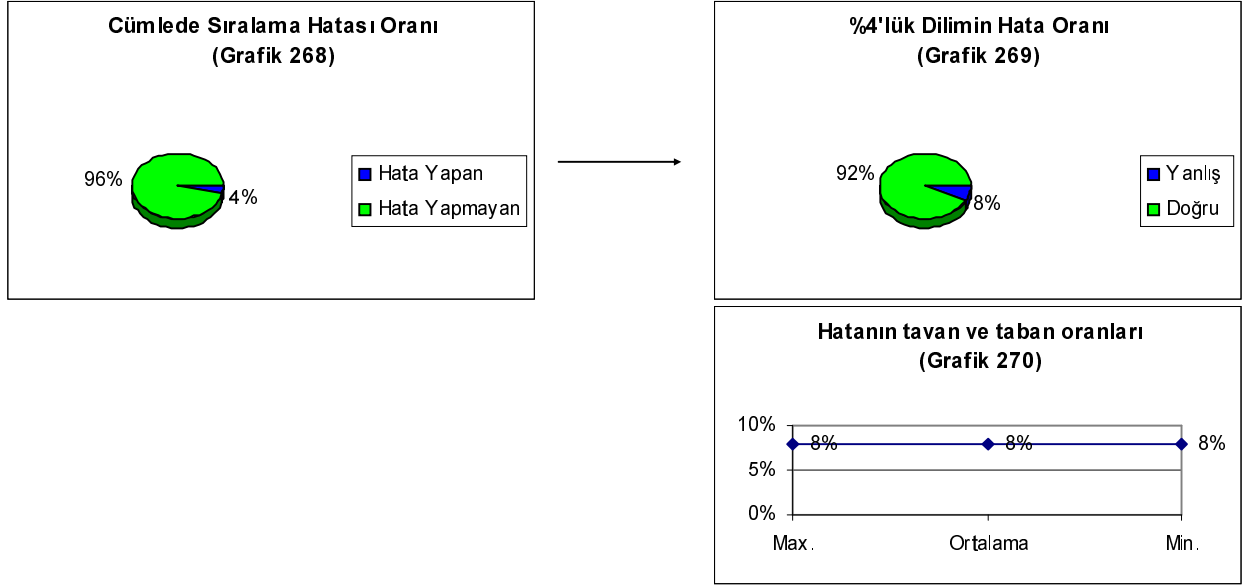 Cümlede Sıralama Hatası Oranı
(Grafik 268)
96%
4%
Hata Yapan
Hata Yapmayan
%4'lük Dilimin Hata Oranı
(Grafik 269)
92%
8%
Yanlış
Doğru
Hatanın tavan ve taban oranları
(Grafik 270)
10%
5%
0%
8%
8%
8%
Max.
Ortalama
Min.